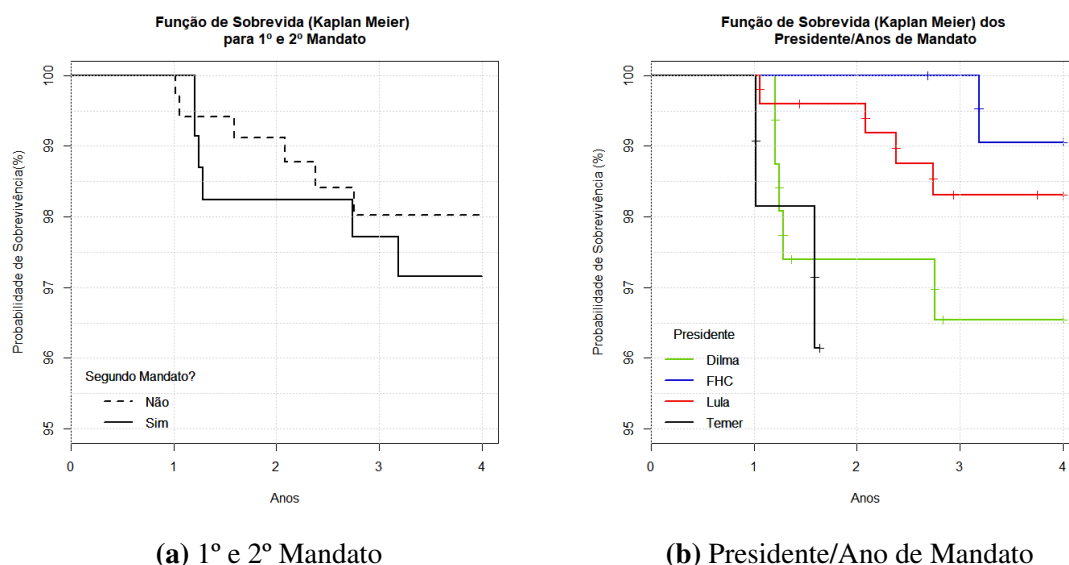 Função de Sobrevida (Kaplan Meier)
para 1º e 2º Mandato
Probabilidade de Sobrevivência(%)
100
99
98
97
96
95
Segundo Mandato?
Não
Sim
0 1 2 3 4
Anos
(a) 1º e 2º Mandato
Função de Sobrevida (Kaplan Meier) dos
Presidente/Anos de Mandato
Probabilidade de Sobrevivência (%)
100
99
98
97
96
95
Presidente
Dilma
FHC
Lula
Temer
0 1 2 3 4
Anos
(b) Presidente/Ano de Mandato